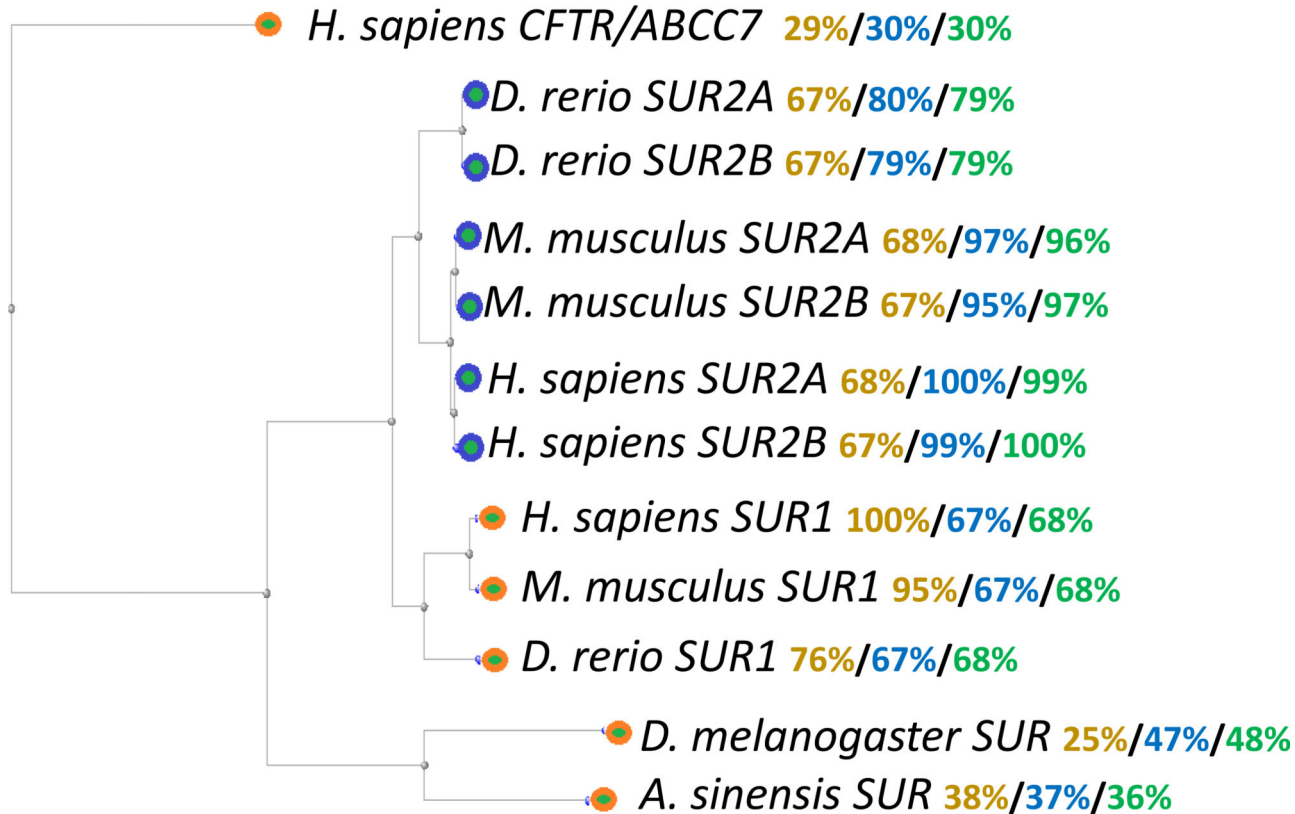 H. sapiens CFTR/ABCC7 29%/30%/30%
D. rerio SUR2A 67%/80%/79%
D. rerio SUR2B 67%/79%/79%
M. musculus SUR2A 68%/97%/96%
M. musculus SUR2B 67%/95%/97%
H. sapiens SUR2A 68%/100%/99%
H. sapiens SUR2B 67%/99%/100%
H. sapiens SUR1 100%/67%/68%
M. musculus SUR1 95%/67%/68%
D. rerio SUR1 76%/67%/68%
D. melanogaster SUR 25%/47%/48%
A. sinensis SUR 38%/37%/36%